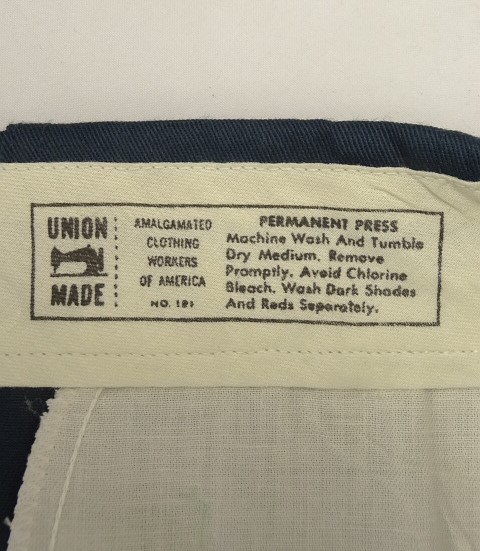 UNION
MADE
AMALGAMATED
CLOTHING
WORKERS
OF AMERICA
NO. 191
PERMANENT PRESS
Machine Wash And Tumble
Dry Medium. Remove
Promptly. Avoid Chlorine
Bleach. Wash Dark Shades
And Reds Separately.